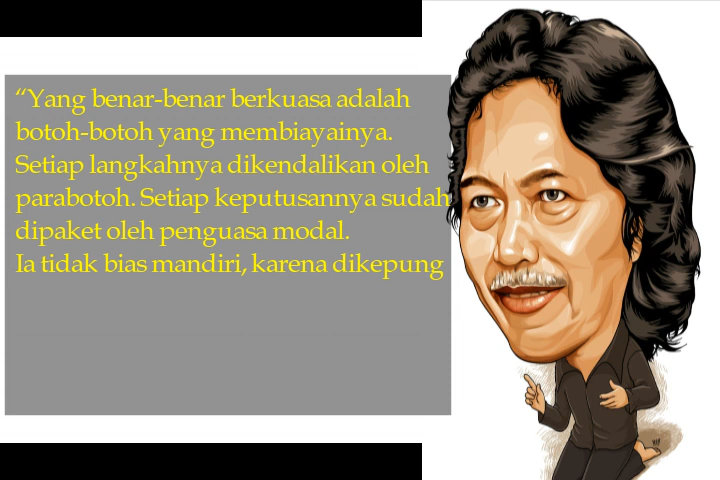 “Yang benar-benar berkuasa adalah
botoh-botoh yang membiayainya.
Setiap langkahnya dikendalikan oleh
parabotoh. Setiap keputusannya sudah
dipaket oleh penguasa modal.
Ia tidak bias mandiri, karena dikepung